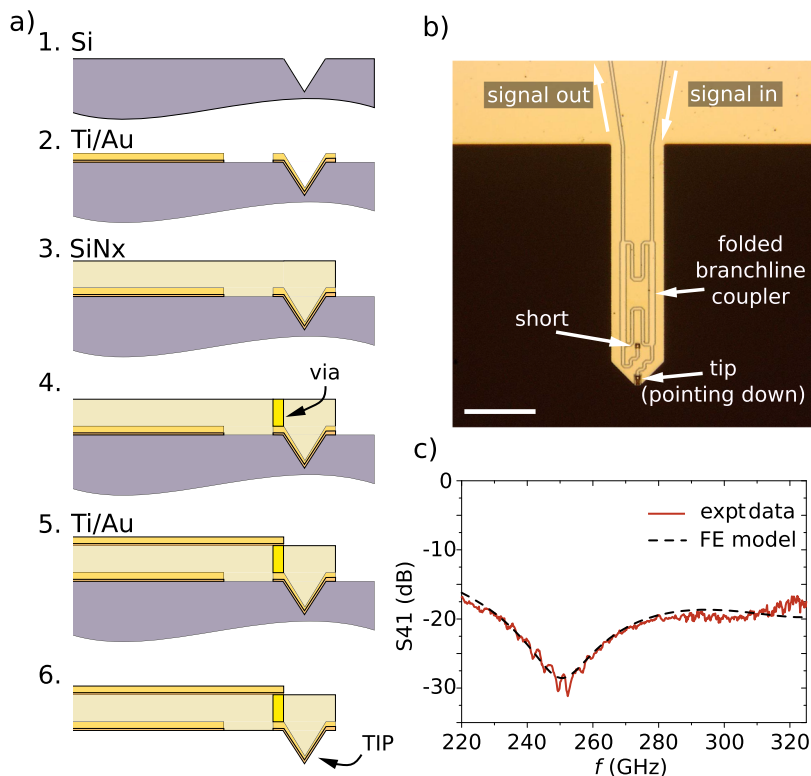 a)
1. Si
2. Ti/Au
3. SiNx
4.
via
5. Ti/Au
6.
TIP
b)
signal out
signal in
folded
branchline
coupler
short
tip
(pointing down)
c)
0
-10
-20
-30
S41 (dB)
expt data
FE model
220
240
260
280
300
320
f (GHz)